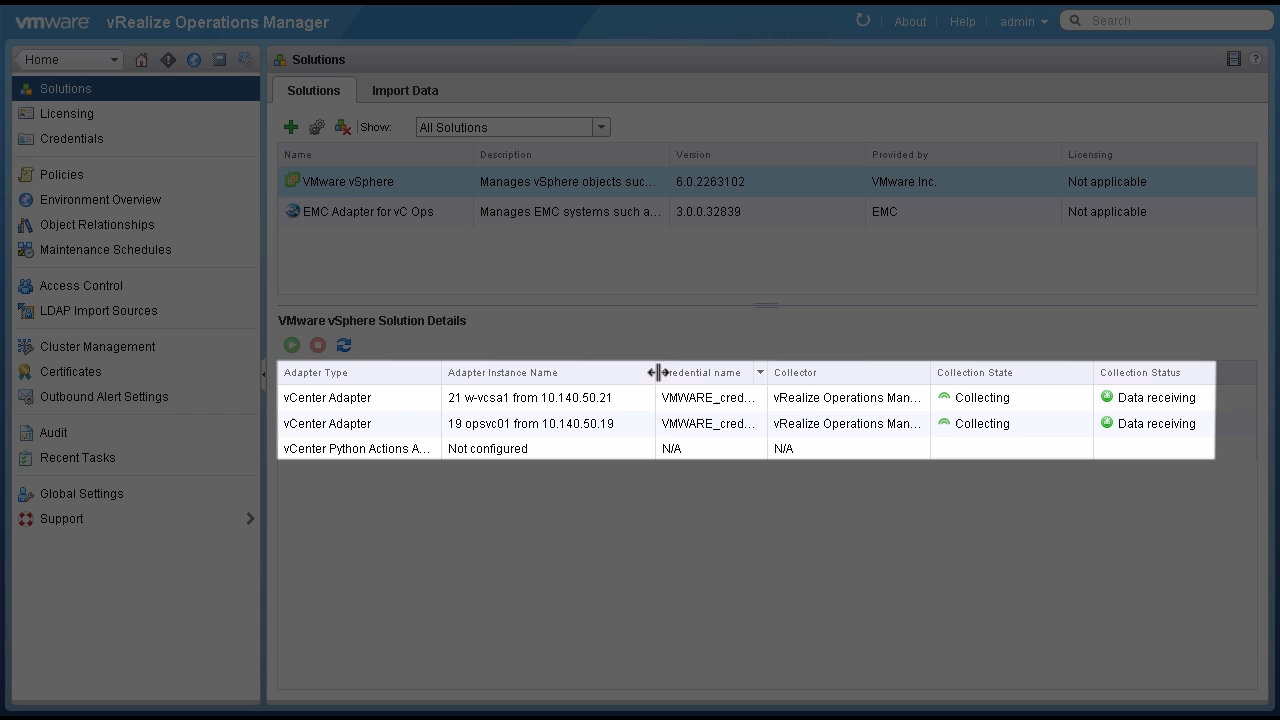 vmware vRealize Operations Manager About Help admin Search
Home
Solutions
Licensing
Credentials
Policies
Environment Overview
Object Relationships
Maintenance Schedules
Access Control
LDAP Import Sources
Cluster Management
Certificates
Outbound Alert Settings
Audit
Recent Tasks
Global Settings
Support
Solutions
Solutions Import Data
Show: All Solutions
Name Description Version Provided by Licensing
VMware vSphere Manages vSphere objects suc... 6.0.2263102 VMware Inc. Not applicable
EMC Adapter for vC Ops Manages EMC systems such a... 3.0.0.32839 EMC Not applicable
VMware vSphere Solution Details
Adapter Type Adapter Instance Name redential name Collector Collection State Collection Status
vCenter Adapter 21 w-vcsa1 from 10.140.50.21 VMWARE_cred... vRealize Operations Man... Collecting Data receiving
vCenter Adapter 19 opsvc01 from 10.140.50.19 VMWARE_cred... vRealize Operations Man... Collecting Data receiving
vCenter Python Actions A... Not configured N/A N/A